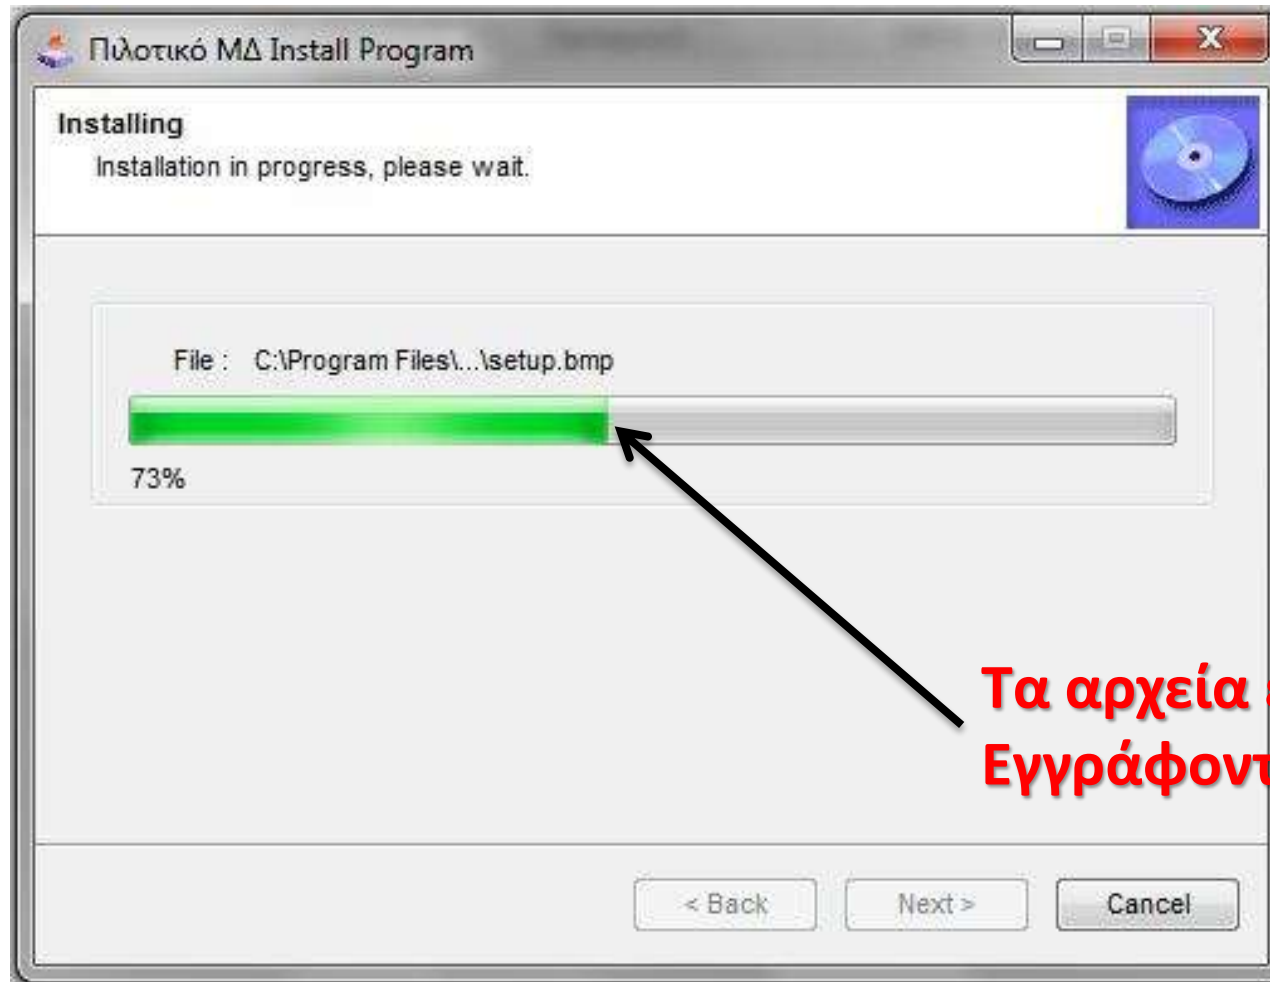 Πιλοτικό ΜΔ Install Program
Installing
Installation in progress, please wait.
File : C:\Program Files\...\setup.bmp
73%
Τα αρχεία
< Back
Next >
Cancel